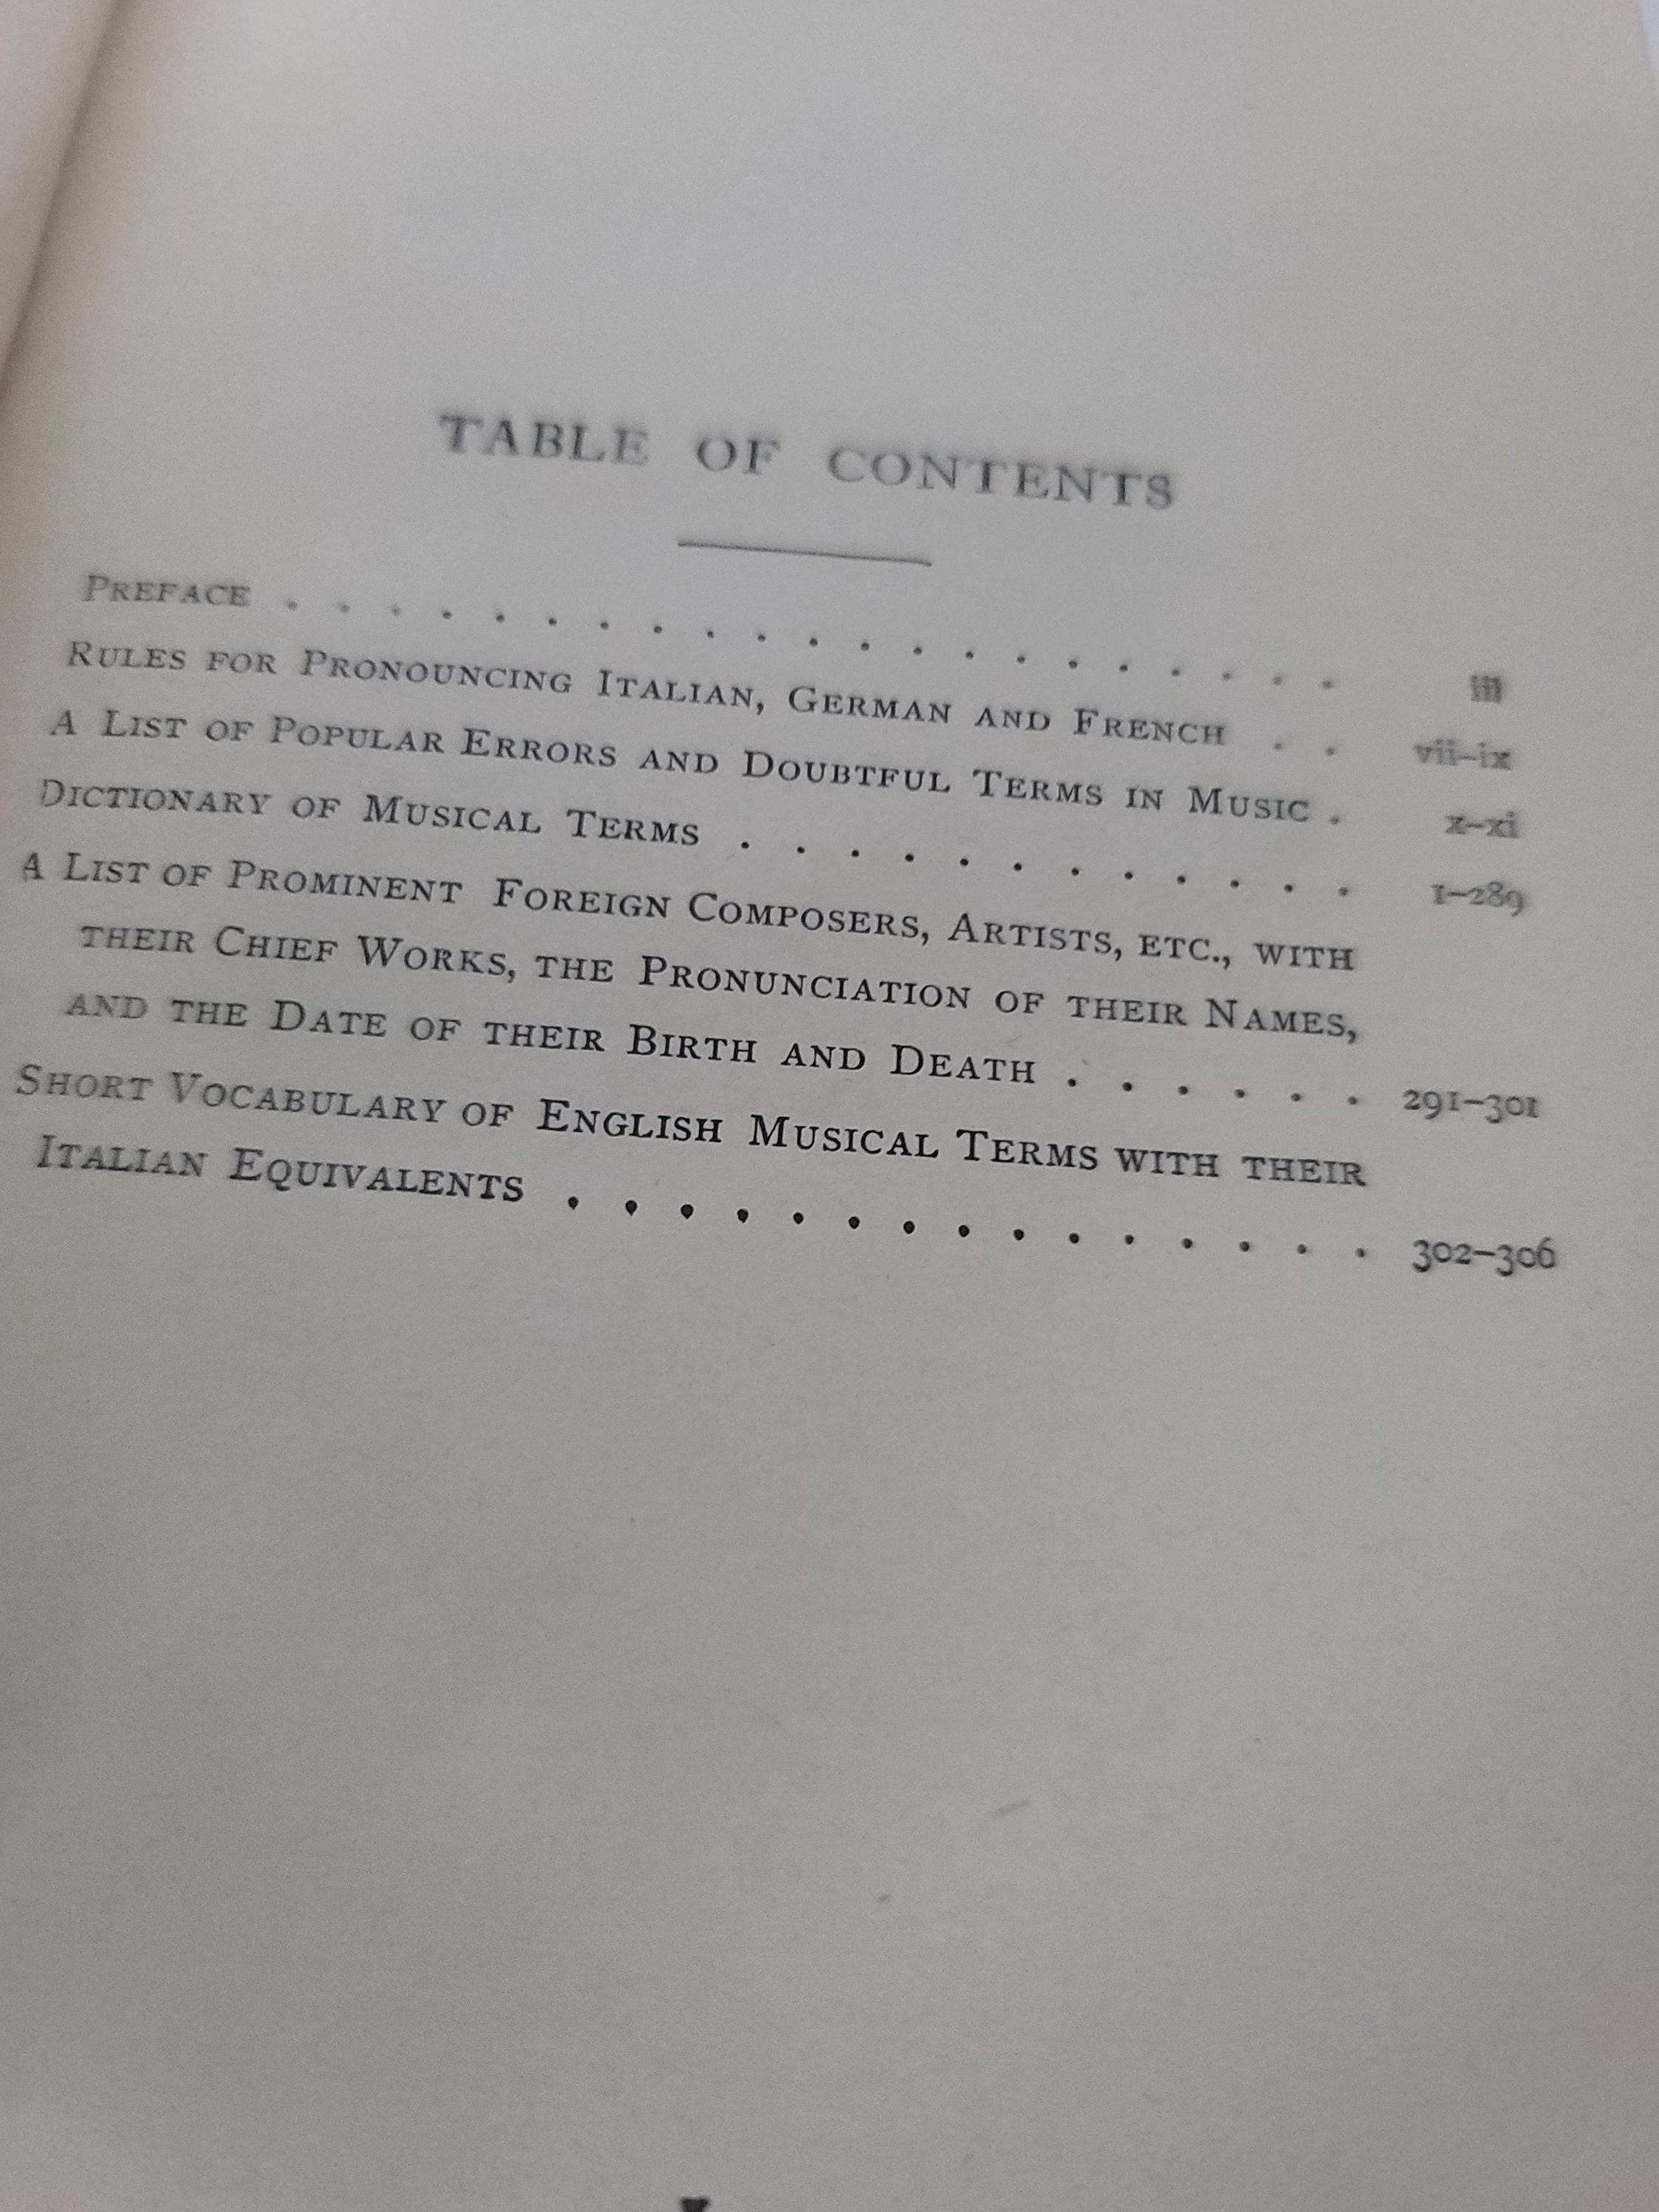 TABLE OF CONTENTS
PREFACE . . . . . . . . . . . . . . . . . . . . . iii
RULES FOR PRONOUNCING ITALIAN, GERMAN AND FRENCH . . vii–ix
A LIST OF POPULAR ERRORS AND DOUBTFUL TERMS IN MUSIC . x–xi
DICTIONARY OF MUSICAL TERMS . . . . . . . . . . . . 1–289
A LIST OF PROMINENT FOREIGN COMPOSERS, ARTISTS, ETC., WITH
THEIR CHIEF WORKS, THE PRONUNCIATION OF THEIR NAMES,
AND THE DATE OF THEIR BIRTH AND DEATH . . . . . . 291–301
SHORT VOCABULARY OF ENGLISH MUSICAL TERMS WITH THEIR
ITALIAN EQUIVALENTS . . . . . . . . . . . . . . . 302–306